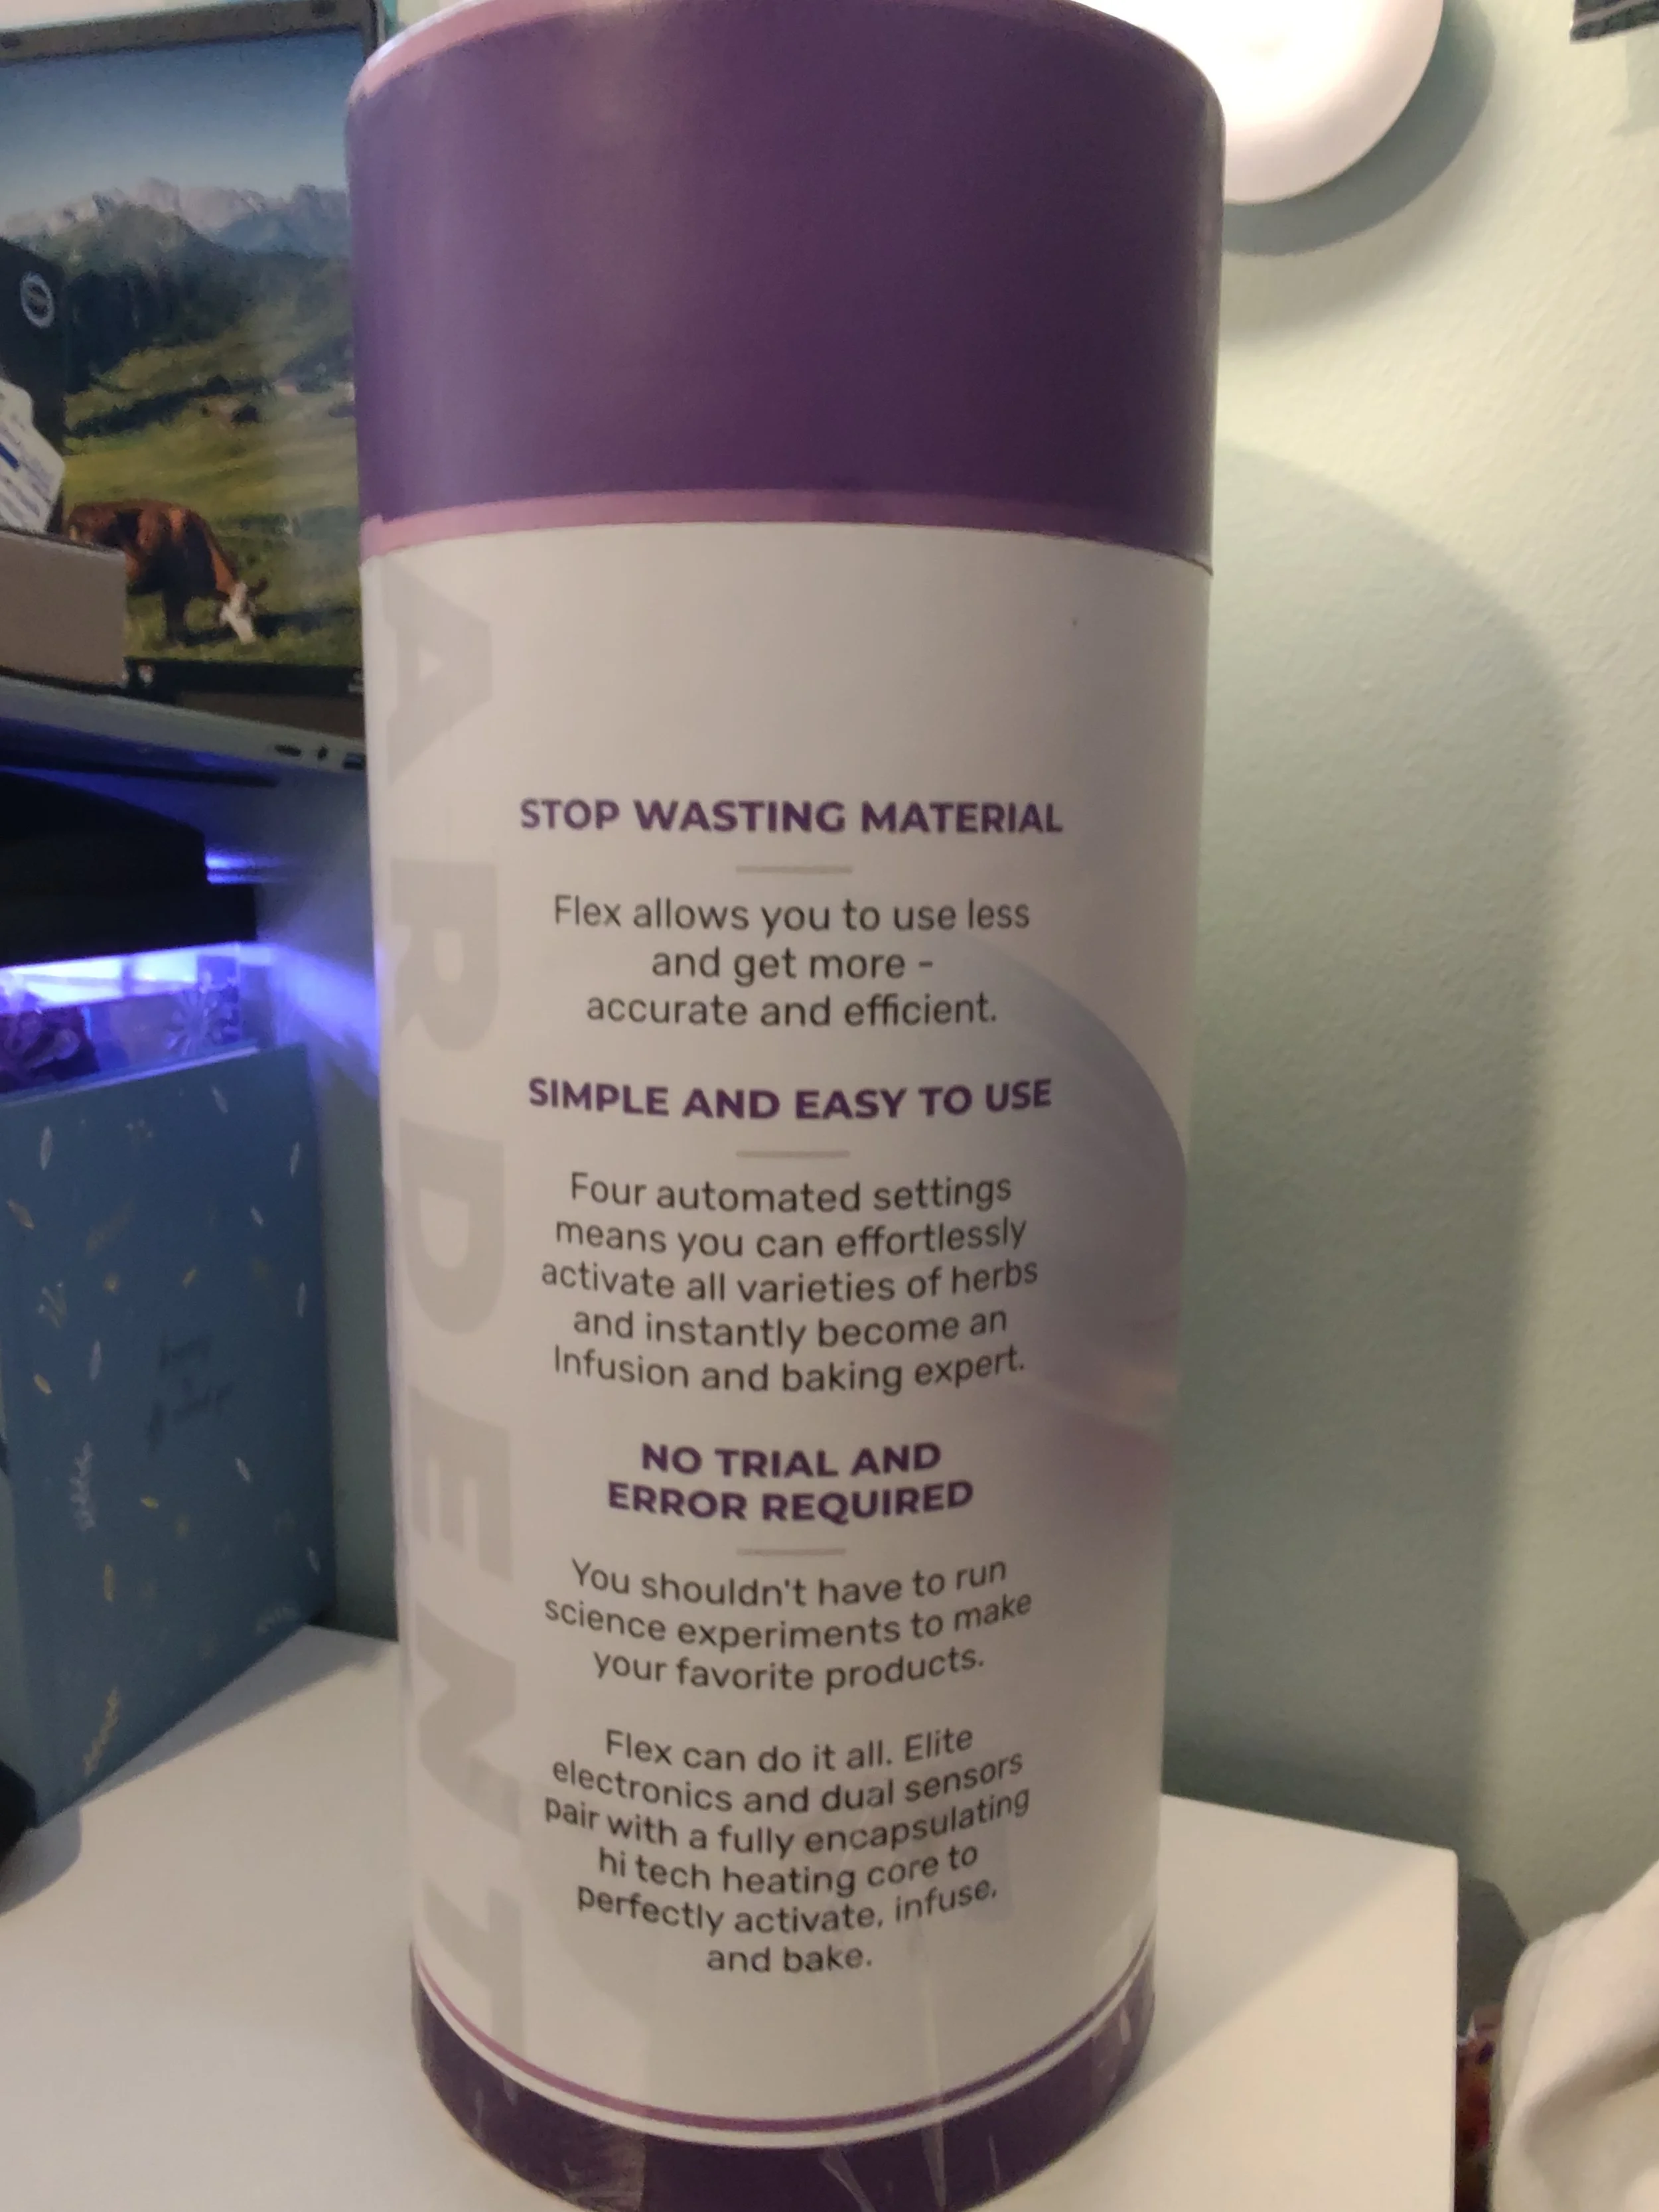 ARDENT
STOP WASTING MATERIAL
Flex allows you to use less
and get more -
accurate and efficient.
SIMPLE AND EASY TO USE
Four automated settings
means you can effortlessly
activate all varieties of herbs
and instantly become an
Infusion and baking expert.
NO TRIAL AND
ERROR REQUIRED
You shouldn't have to run
science experiments to make
your favorite products.
Flex can do it all. Elite
electronics and dual sensors
pair with a fully encapsulating
hi tech heating core to
perfectly activate, infuse,
and bake.